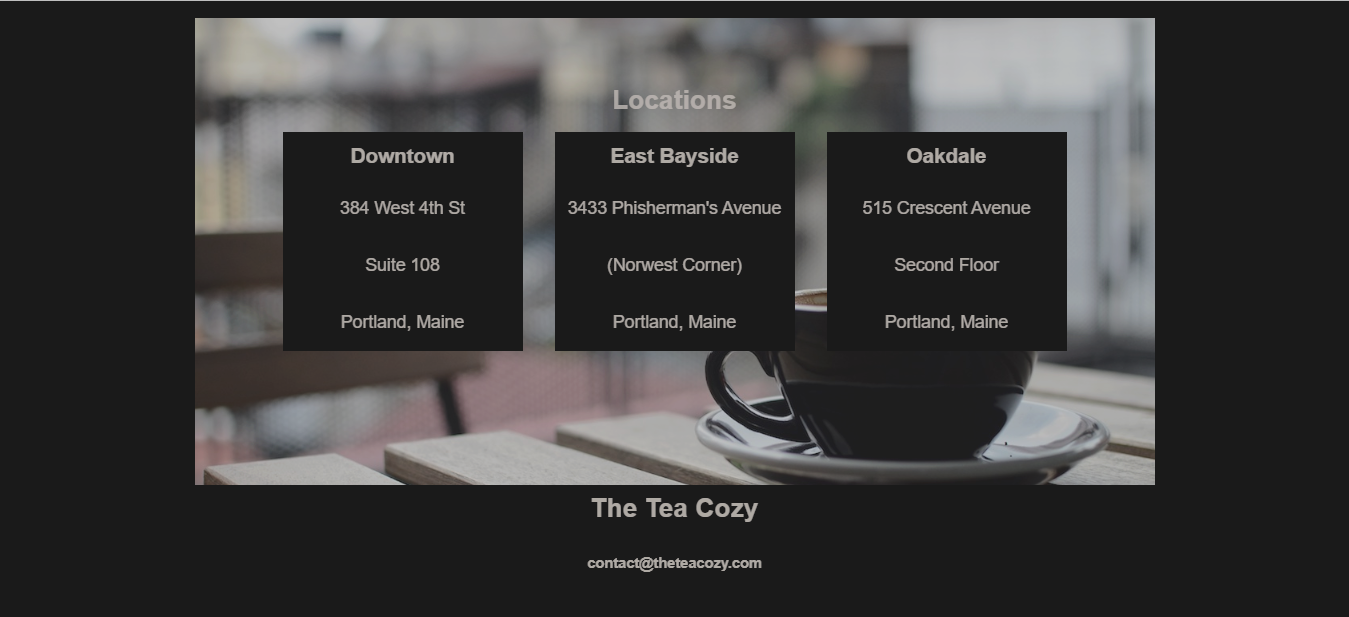 Locations
Downtown
384 West 4th St
Suite 108
Portland, Maine
East Bayside
3433 Phisherman's Avenue
(Norwest Corner)
Portland, Maine
Oakdale
515 Crescent Avenue
Second Floor
Portland, Maine
The Tea Cozy
contact@theteacozy.com